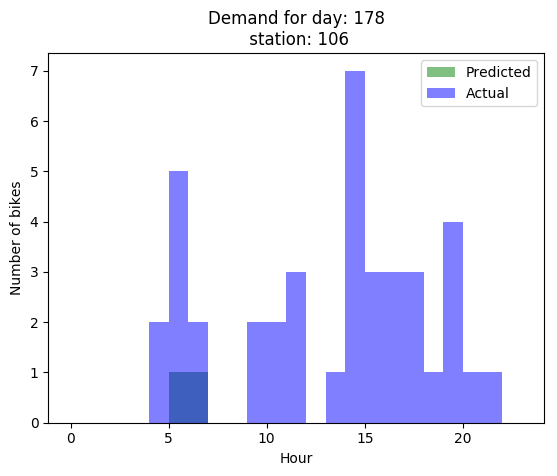 Demand for day: 178
station: 106
Predicted
Actual
Number of bikes
7
6
5
4
3
2
1
0
0
5
10
15
20
Hour